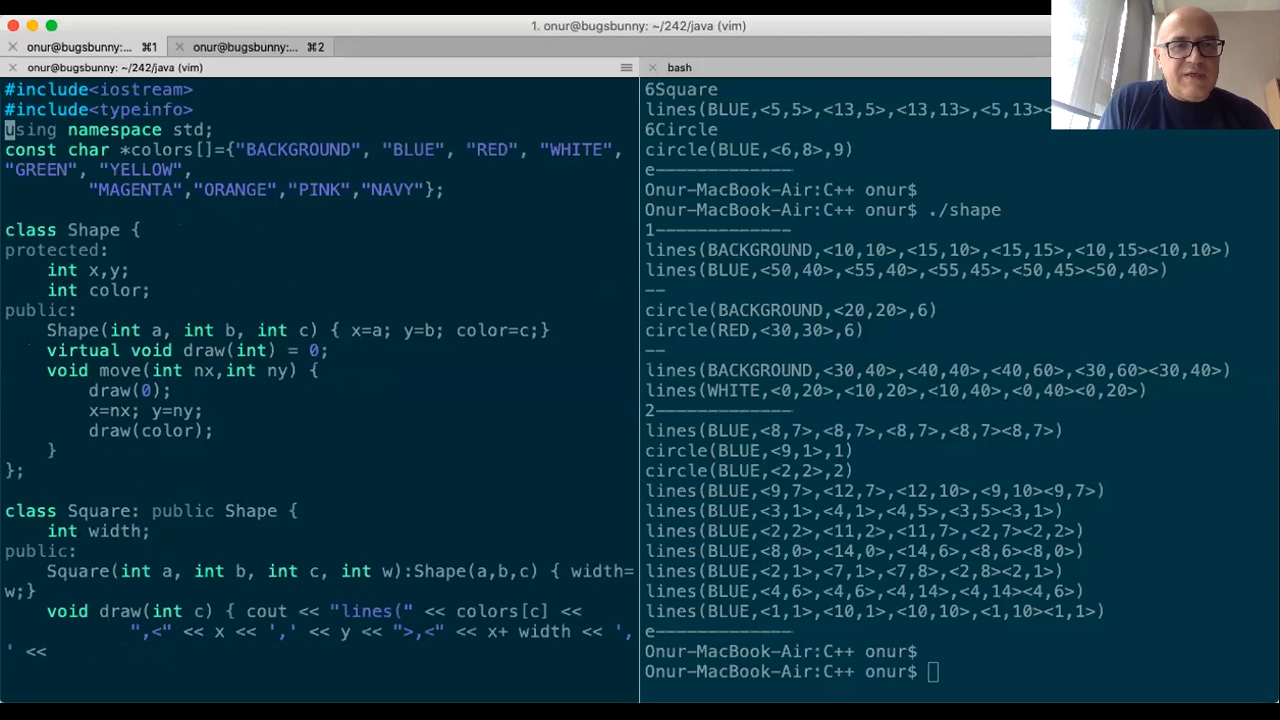 1. onur@bugsbunny: ~/242/java (vim)
onur@bugsbunny:... ⌘1
onur@bugsbunny:... ⌘2
onur@bugsbunny: ~/242/java (vim)
#include<iostream>
#include<typeinfo>
using namespace std;
const char *colors[]={"BACKGROUND", "BLUE", "RED", "WHITE",
"GREEN", "YELLOW",
"MAGENTA","ORANGE","PINK","NAVY"};
class Shape {
protected:
int x,y;
int color;
public:
Shape(int a, int b, int c) { x=a; y=b; color=c;}
virtual void draw(int) = 0;
void move(int nx,int ny) {
draw(0);
x=nx; y=ny;
draw(color);
}
};
class Square: public Shape {
int width;
public:
Square(int a, int b, int c, int w):Shape(a,b,c) { width=
w;}
void draw(int c) { cout << "lines(" << colors[c] <<
",<" << x << ',' << y << ">,<" << x+ width << ',
' <<
bash
6Square
lines(BLUE,<5,5>,<13,5>,<13,13>,<5,13><
6Circle
circle(BLUE,<6,8>,9)
e-------------
Onur-MacBook-Air:C++ onur$
Onur-MacBook-Air:C++ onur$ ./shape
1-------------
lines(BACKGROUND,<10,10>,<15,10>,<15,15>,<10,15><10,10>)
lines(BLUE,<50,40>,<55,40>,<55,45>,<50,45><50,40>)
--
circle(BACKGROUND,<20,20>,6)
circle(RED,<30,30>,6)
--
lines(BACKGROUND,<30,40>,<40,40>,<40,60>,<30,60><30,40>)
lines(WHITE,<0,20>,<10,20>,<10,40>,<0,40><0,20>)
2-------------
lines(BLUE,<8,7>,<8,7>,<8,7>,<8,7><8,7>)
circle(BLUE,<9,1>,1)
circle(BLUE,<2,2>,2)
lines(BLUE,<9,7>,<12,7>,<12,10>,<9,10><9,7>)
lines(BLUE,<3,1>,<4,1>,<4,5>,<3,5><3,1>)
lines(BLUE,<2,2>,<11,2>,<11,7>,<2,7><2,2>)
lines(BLUE,<8,0>,<14,0>,<14,6>,<8,6><8,0>)
lines(BLUE,<2,1>,<7,1>,<7,8>,<2,8><2,1>)
lines(BLUE,<4,6>,<4,6>,<4,14>,<4,14><4,6>)
lines(BLUE,<1,1>,<10,1>,<10,10>,<1,10><1,1>)
e-------------
Onur-MacBook-Air:C++ onur$
Onur-MacBook-Air:C++ onur$